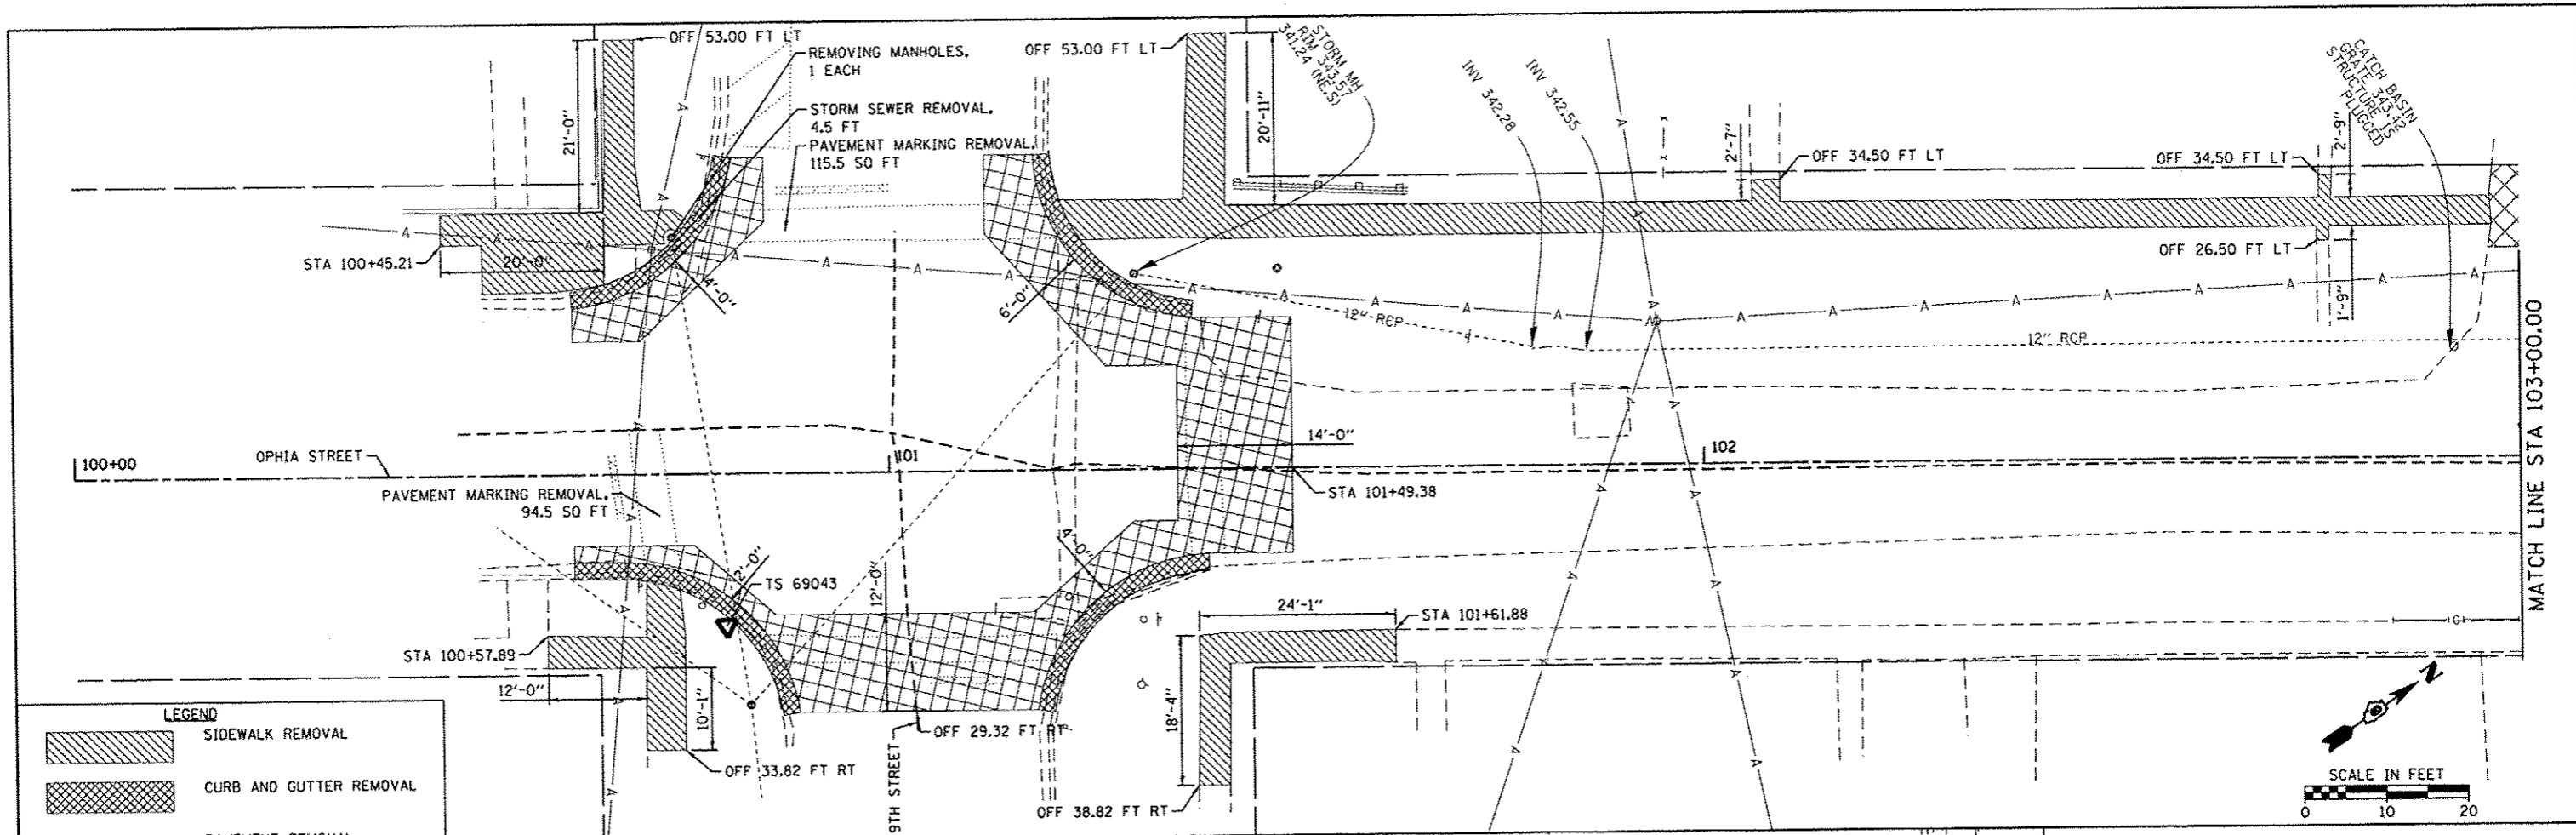 OFF 53.00 FT LT
REMOVING MANHOLES,
1 EACH
STORM SEWER REMOVAL,
4.5 FT
PAVEMENT MARKING REMOVAL,
115.5 SQ FT
21'-0"
OFF 53.00 FT LT
20'-11"
STORM MH
RIM 343.57
341.24 (NE,S)
INV 342.28
INV 342.55
2'-7"
OFF 34.50 FT LT
OFF 34.50 FT LT
2'-9"
CATCH BASIN
GRATE 343.42
STRUCTURE IS
PLUGGED
STA 100+45.21
20'-0"
4'-0"
6'-0"
12" RCP
12" RCP
OFF 26.50 FT LT
1'-9"
MATCH LINE STA 103+00.00
100+00
OPHIA STREET
101
14'-0"
102
STA 101+49.38
PAVEMENT MARKING REMOVAL,
94.5 SQ FT
2'-0"
TS 69043
12'-0"
4'-0"
24'-1"
STA 101+61.88
STA 100+57.89
12'-0"
10'-1"
OFF 33.82 FT RT
9TH STREET
OFF 29.32 FT RT
18'-4"
OFF 38.82 FT RT
G
N
SCALE IN FEET
0 10 20
LEGEND
SIDEWALK REMOVAL
CURB AND GUTTER REMOVAL